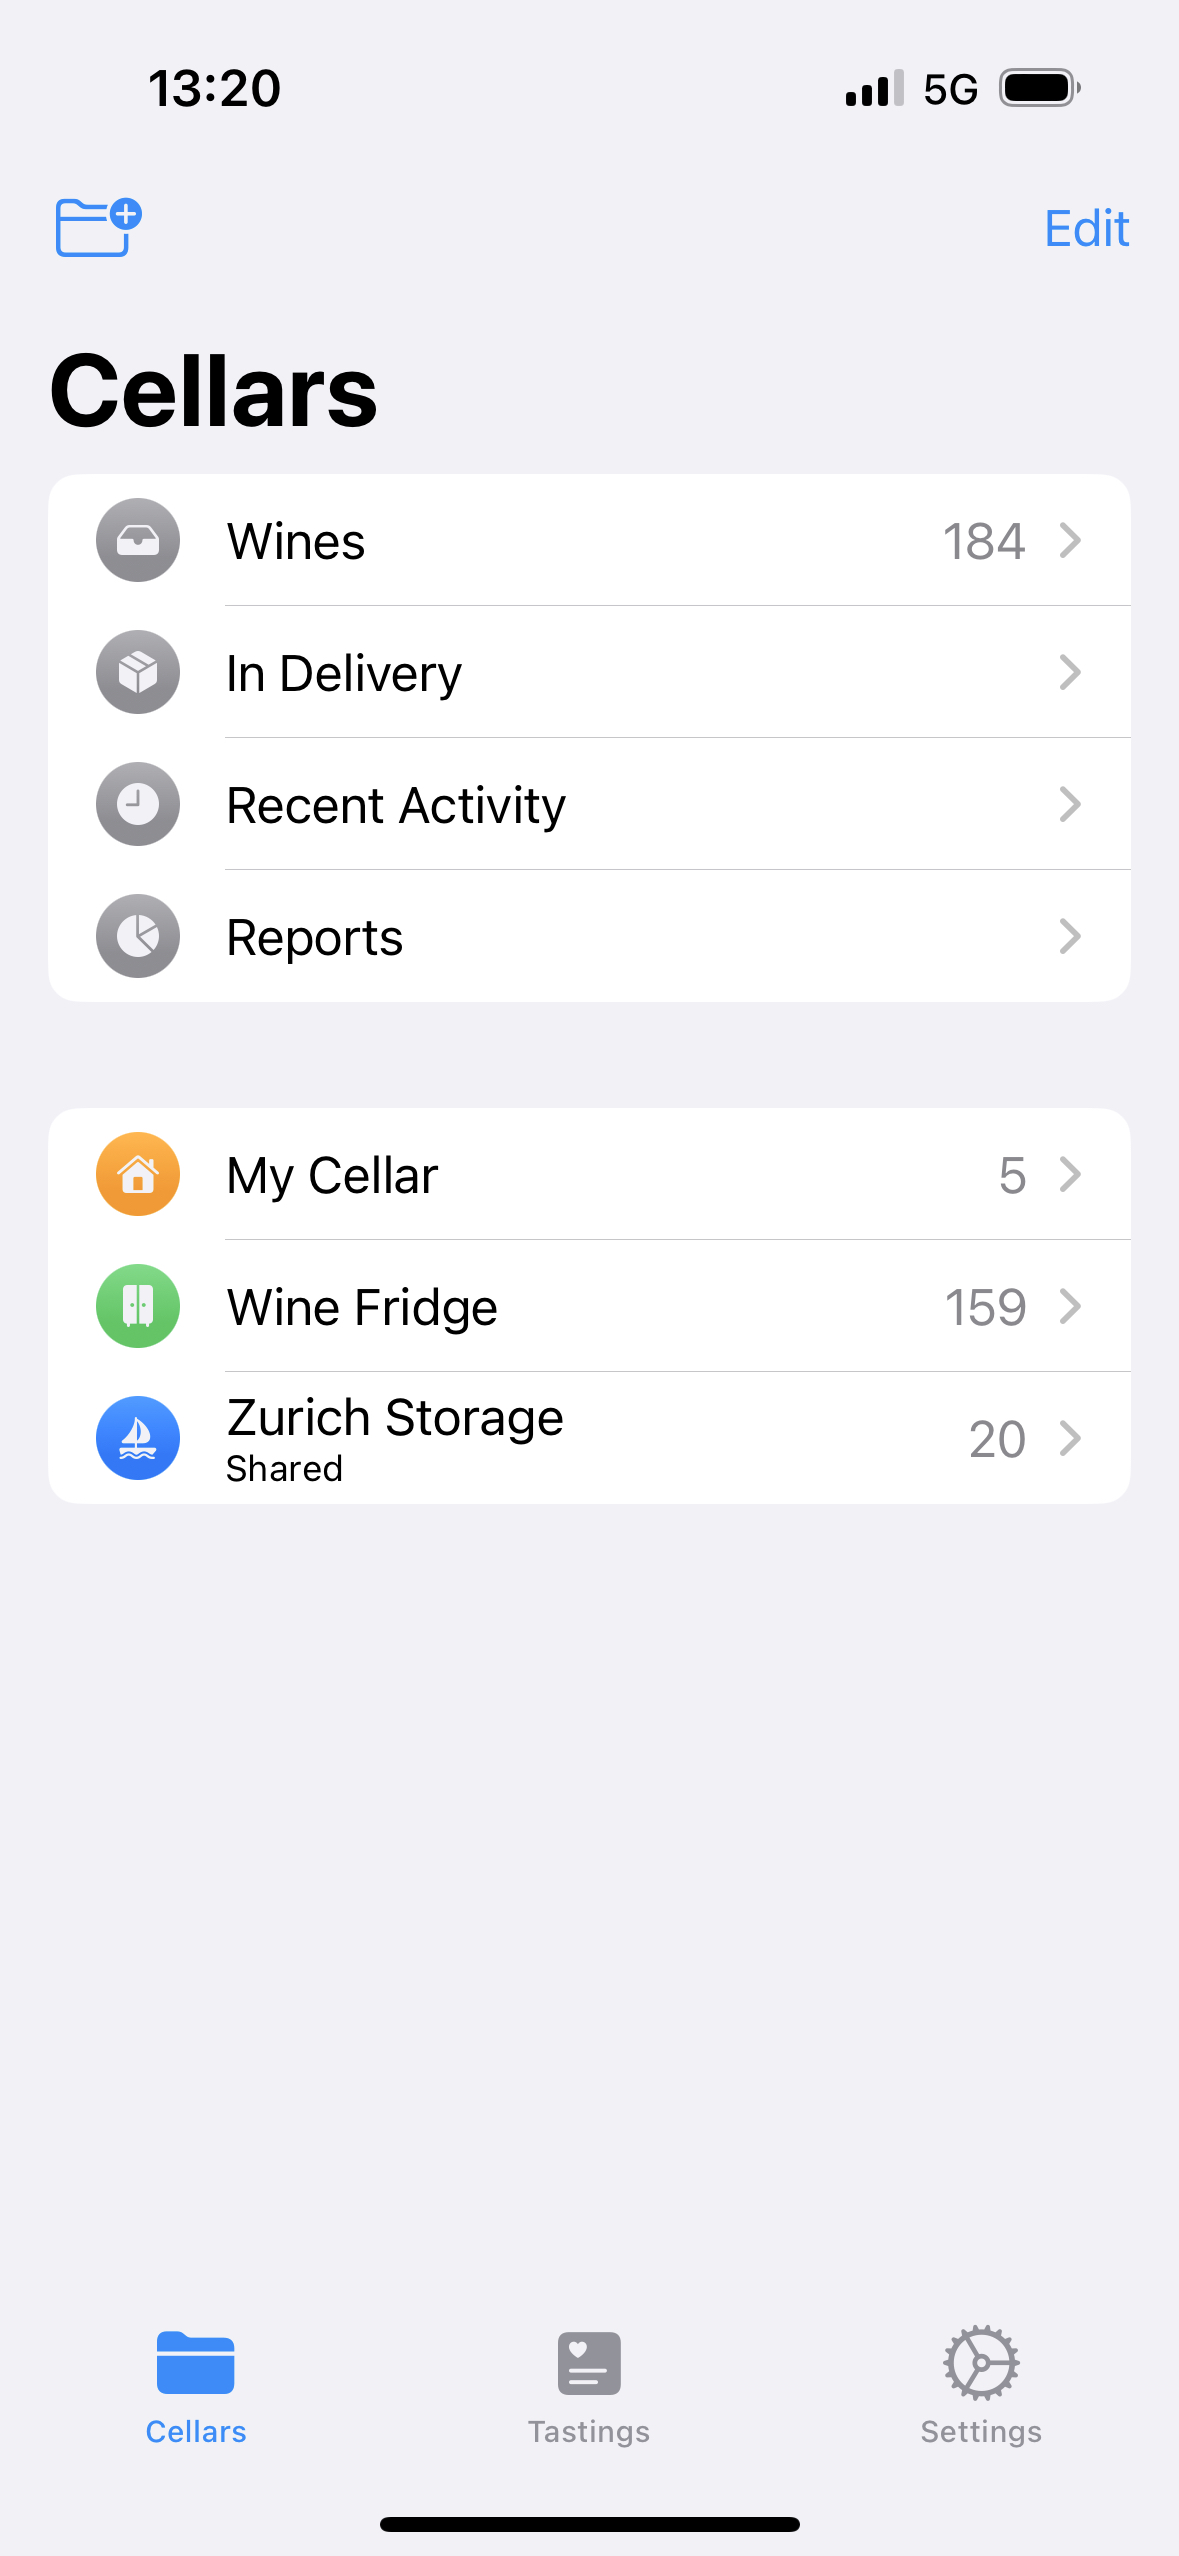 13:20
5G
Edit
Cellars
Wines 184
In Delivery
Recent Activity
Reports
My Cellar 5
Wine Fridge 159
Zurich Storage 20
Shared
Cellars Tastings Settings